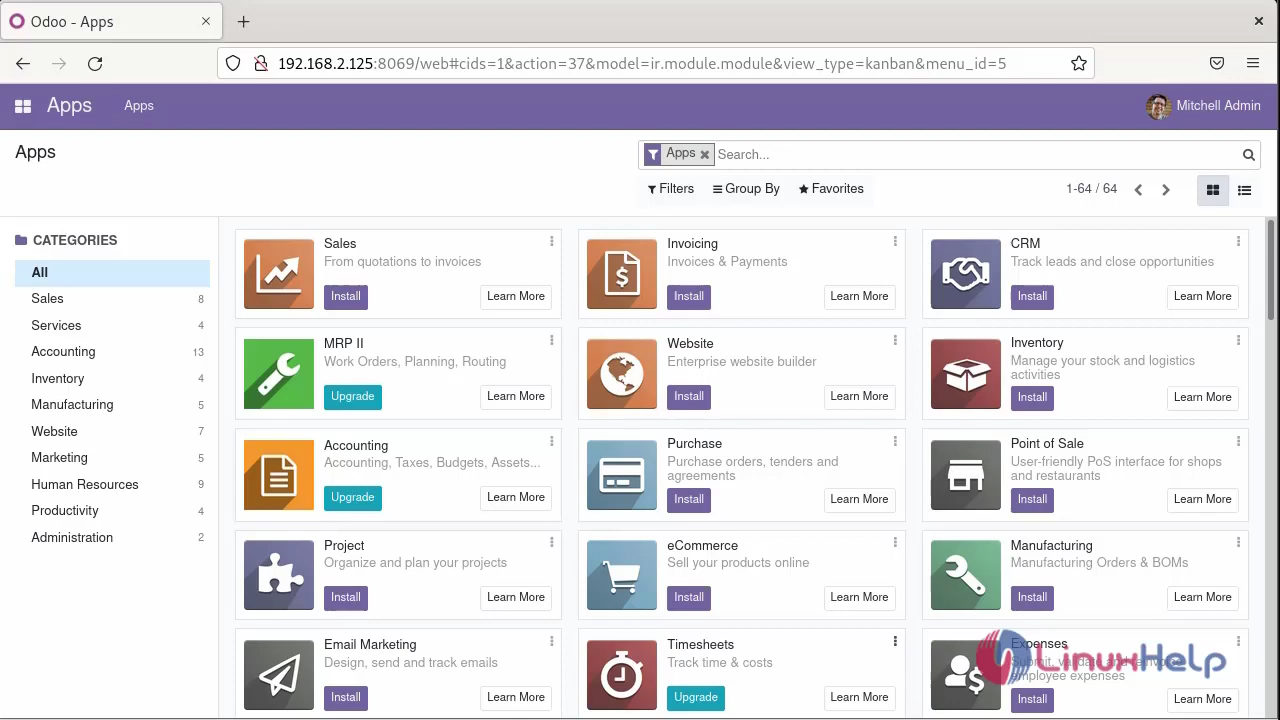 Odoo - Apps
192.168.2.125:8069/web#cids=1&action=37&model=ir.module.module&view_type=kanban&menu_id=5
Apps
Apps
Mitchell Admin
Apps
Apps
Search...
Filters
Group By
Favorites
1-64 / 64
CATEGORIES
All
Sales 8
Services 4
Accounting 13
Inventory 4
Manufacturing 5
Website 7
Marketing 5
Human Resources 9
Productivity 4
Administration 2
Sales
From quotations to invoices
Install
Learn More
Invoicing
Invoices & Payments
Install
Learn More
CRM
Track leads and close opportunities
Install
Learn More
MRP II
Work Orders, Planning, Routing
Upgrade
Learn More
Website
Enterprise website builder
Install
Learn More
Inventory
Manage your stock and logistics
activities
Install
Learn More
Accounting
Accounting, Taxes, Budgets, Assets...
Upgrade
Learn More
Purchase
Purchase orders, tenders and
agreements
Install
Learn More
Point of Sale
User-friendly PoS interface for shops
and restaurants
Install
Learn More
Project
Organize and plan your projects
Install
Learn More
eCommerce
Sell your products online
Install
Learn More
Manufacturing
Manufacturing Orders & BOMs
Install
Learn More
Email Marketing
Design, send and track emails
Install
Learn More
Timesheets
Track time & costs
Upgrade
Learn More
Expenses
employee expenses
Install
Learn More
LinuxHelp